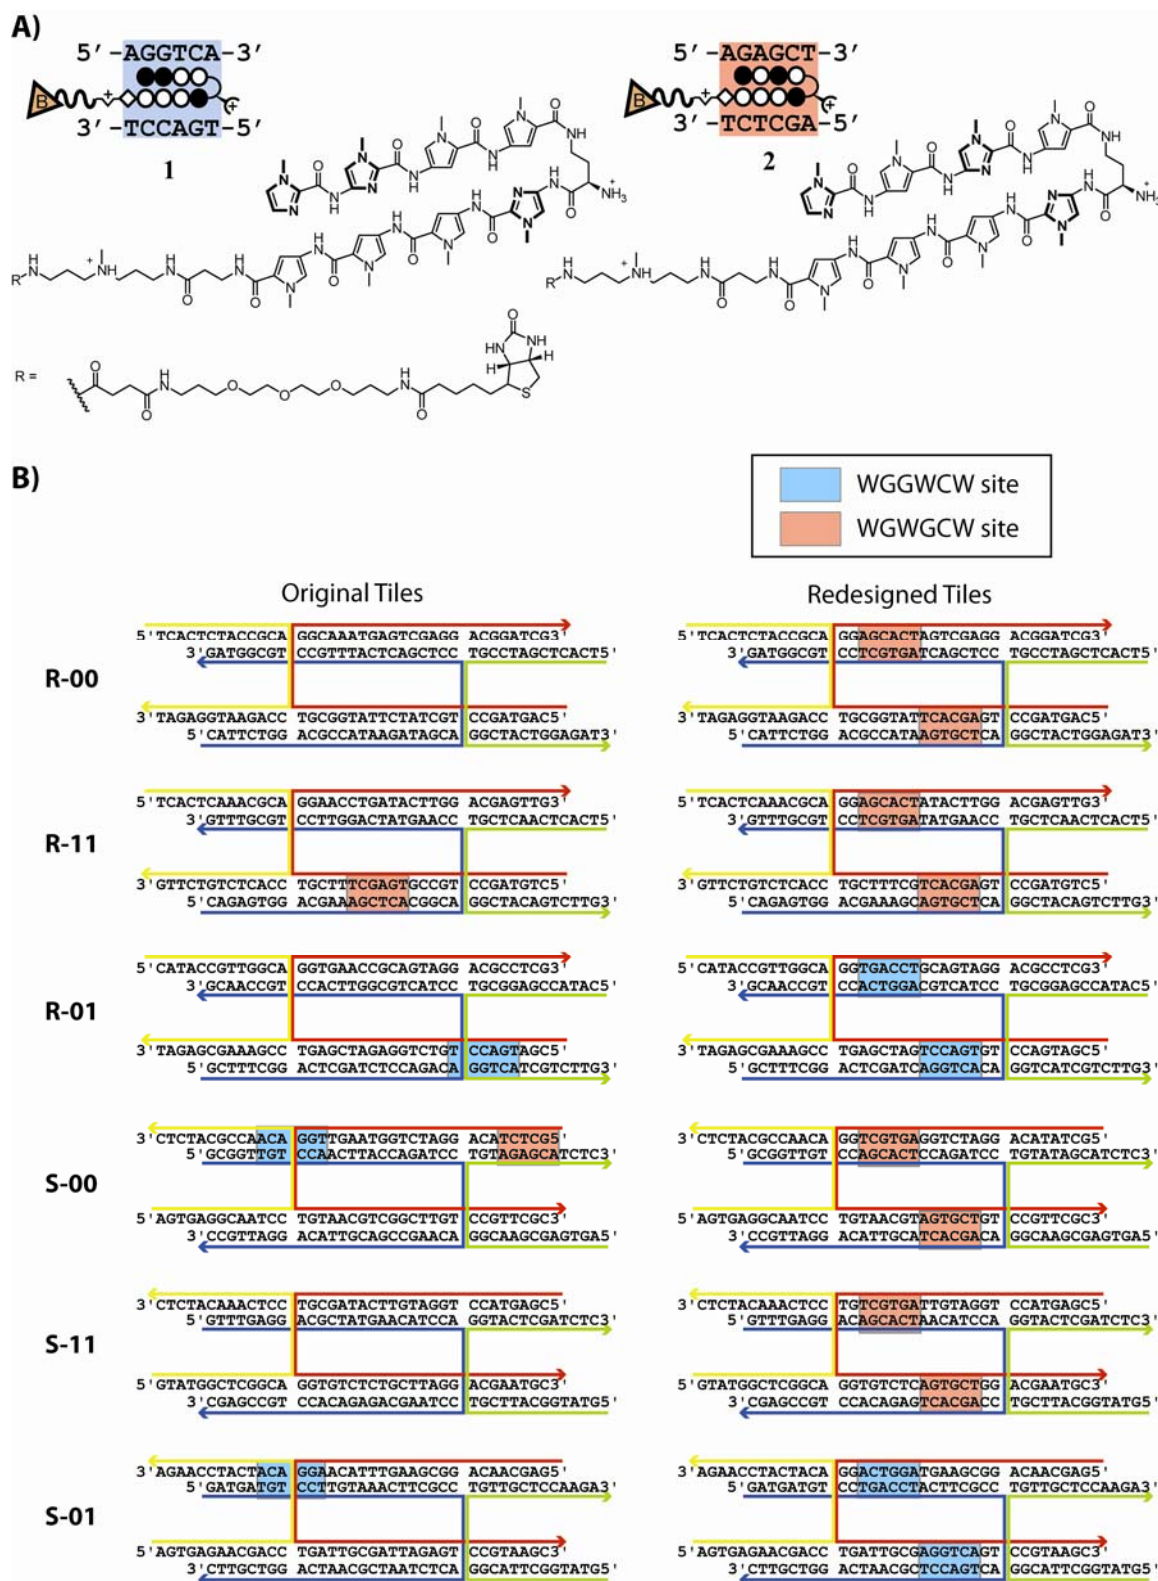 A)
5′-AGGTCA-3′
B
3′-TCCAGT-5′
1
5′-AGAGCT-3′
B
3′-TCTCGA-5′
2
R =
B)
WGGWCW site
WGWGCW site
Original Tiles
Redesigned Tiles
R-00
5'TCACTCTACCGCA GGCAAATGAGTCGAGG ACGGATCG3'
3'GATGGCGT CCGTTTACTCAGCTCC TGCCTAGCTCACT5'
3'TAGAGGTAAGACC TGCGGTATTCTATCGT CCGATGAC5'
5'CATTCTGG ACGCCATAAGATAGCA GGCTACTGGAGAT3'
5'TCACTCTACCGCA GGAGCACTAGTCGAGG ACGGATCG3'
3'GATGGCGT CCTCGTGATCAGCTCC TGCCTAGCTCACT5'
3'TAGAGGTAAGACC TGCGGTATTCACGAGT CCGATGAC5'
5'CATTCTGG ACGCCATAAGTGCTCA GGCTACTGGAGAT3'
R-11
5'TCACTCAAACGCA GGAACCTGATACTTGG ACGAGTTG3'
3'GTTTGCGT CCTTGGACTATGAACC TGCTCAACTCACT5'
3'GTTCTGTCTCACC TGCTTTCGAGTGCCGT CCGATGTC5'
5'CAGAGTGG ACGAAAGCTCACGGCA GGCTACAGTCTTG3'
5'TCACTCAAACGCA GGAGCACTATACTTGG ACGAGTTG3'
3'GTTTGCGT CCTCGTGATATGAACC TGCTCAACTCACT5'
3'GTTCTGTCTCACC TGCTTTCGTCACGAGT CCGATGTC5'
5'CAGAGTGG ACGAAAGCAGTGCTCA GGCTACAGTCTTG3'
R-01
5'CATACCGTTGGCA GGTGAACCGCAGTAGG ACGCCTCG3'
3'GCAACCGT CCACTTGGCGTCATCC TGCGGAGCCATAC5'
3'TAGAGCGAAAGCC TGAGCTAGAGGTCTGT CCAGTAGC5'
5'GCTTTCGG ACTCGATCTCCAGACA GGTCATCGTCTTG3'
5'CATACCGTTGGCA GGTGACCTGCAGTAGG ACGCCTCG3'
3'GCAACCGT CCACTGGACGTCATCC TGCGGAGCCATAC5'
3'TAGAGCGAAAGCC TGAGCTAGTCCAGTGT CCAGTAGC5'
5'GCTTTCGG ACTCGATCAGGTCACA GGTCATCGTCTTG3'
S-00
3'CTCTACGCCAACA GGTTGAATGGTCTAGG ACATCTCG5'
5'GCGGTTGT CCAACTTACCAGATCC TGTAGAGCATCTC3'
5'AGTGAGGCAATCC TGTAACGTCGGCTTGT CCGTTCGC3'
3'CCGTTAGG ACATTGCAGCCGAACA GGCAAGCGAGTGA5'
3'CTCTACGCCAACA GGTCGTGAGGTCTAGG ACATATCG5'
5'GCGGTTGT CCAGCACTCCAGATCC TGTATAGCATCTC3'
5'AGTGAGGCAATCC TGTAACGTAGTGCTGT CCGTTCGC3'
3'CCGTTAGG ACATTGCATCACGACA GGCAAGCGAGTGA5'
S-11
3'CTCTACAAACTCC TGCGATACTTGTAGGT CCATGAGC5'
5'GTTTGAGG ACGCTATGAACATCCA GGTACTCGATCTC3'
5'GTATGGCTCGGCA GGTGTCTCTGCTTAGG ACGAATGC3'
3'CGAGCCGT CCACAGAGACGAATCC TGCTTACGGTATG5'
3'CTCTACAAACTCC TGTCGTGATTGTAGGT CCATGAGC5'
5'GTTTGAGG ACAGCACTAACATCCA GGTACTCGATCTC3'
5'GTATGGCTCGGCA GGTGTCTCAGTGCTGG ACGAATGC3'
3'CGAGCCGT CCACAGAGTCACGACC TGCTTACGGTATG5'
S-01
3'AGAACCTACTACA GGAACATTTGAAGCGG ACAACGAG5'
5'GATGATGT CCTTGTAAACTTCGCC TGTTGCTCCAAGA3'
5'AGTGAGAACGACC TGATTGCGATTAGAGT CCGTAAGC3'
3'CTTGCTGG ACTAACGCTAATCTCA GGCATTCGGTATG5'
3'AGAACCTACTACA GGACTGGATGAAGCGG ACAACGAG5'
5'GATGATGT CCTGACCTACTTCGCC TGTTGCTCCAAGA3'
5'AGTGAGAACGACC TGATTGCGAGGTCAGT CCGTAAGC3'
3'CTTGCTGG ACTAACGCTCCAGTCA GGCATTCGGTATG5'